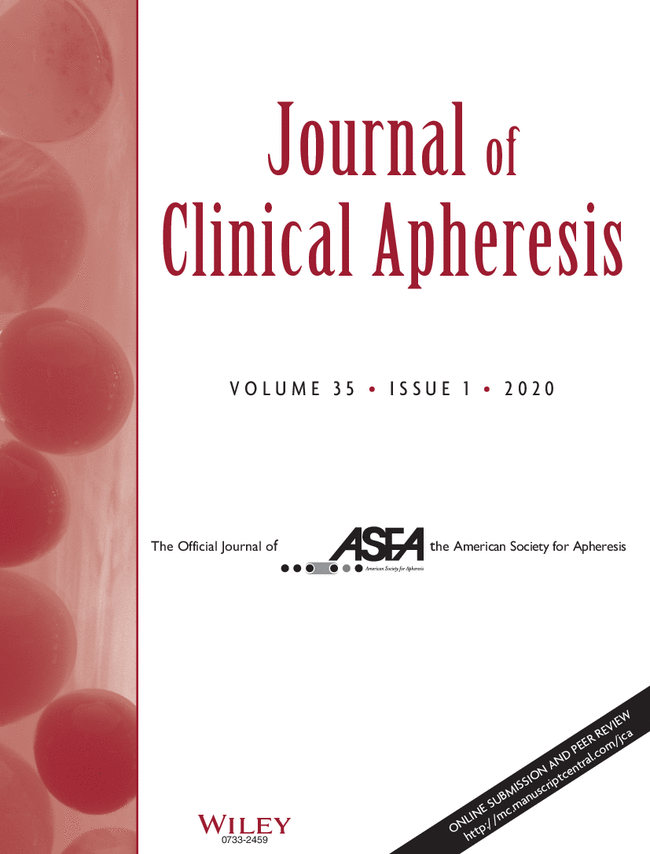 Journal of
Clinical Apheresis
VOLUME 35 • ISSUE 1 • 2020
The Official Journal of ASFA the American Society for Apheresis
American Society for Apheresis
ONLINE SUBMISSION AND PEER REVIEW
http://mc.manuscriptcentral.com/jca
WILEY
0733-2459